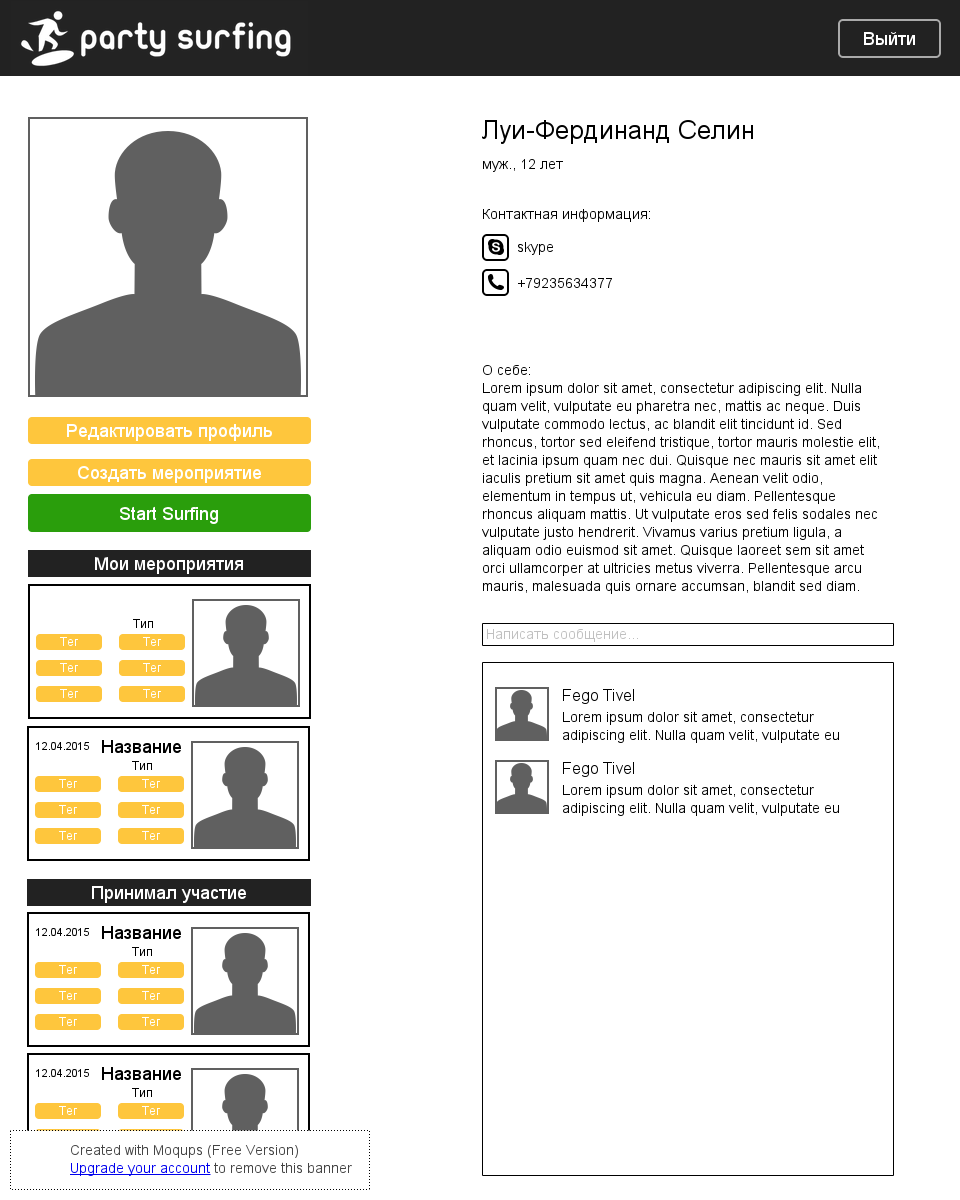 party surfing
Выйти
Луи-Фердинанд Селин
муж., 12 лет
Контактная информация:
skype
+79235634377
Редактировать профиль
Создать мероприятие
Start Surfing
Мои мероприятия
Тип
Тег Тег
Тег Тег
Тег Тег
12.04.2015 Название
Тип
Тег Тег
Тег Тег
Тег Тег
Принимал участие
12.04.2015 Название
Тип
Тег Тег
Тег Тег
Тег Тег
12.04.2015 Название
Тип
Тег Тег
О себе:
Lorem ipsum dolor sit amet, consectetur adipiscing elit. Nulla
quam velit, vulputate eu pharetra nec, mattis ac neque. Duis
vulputate commodo lectus, ac blandit elit tincidunt id. Sed
rhoncus, tortor sed eleifend tristique, tortor mauris molestie elit,
et lacinia ipsum quam nec dui. Quisque nec mauris sit amet elit
iaculis pretium sit amet quis magna. Aenean velit odio,
elementum in tempus ut, vehicula eu diam. Pellentesque
rhoncus aliquam mattis. Ut vulputate eros sed felis sodales nec
vulputate justo hendrerit. Vivamus varius pretium ligula, a
aliquam odio euismod sit amet. Quisque laoreet sem sit amet
orci ullamcorper at ultricies metus viverra. Pellentesque arcu
mauris, malesuada quis ornare accumsan, blandit sed diam.
Написать сообщение...
Fego Tivel
Lorem ipsum dolor sit amet, consectetur
adipiscing elit. Nulla quam velit, vulputate eu
Fego Tivel
Lorem ipsum dolor sit amet, consectetur
adipiscing elit. Nulla quam velit, vulputate eu
Created with Moqups (Free Version)
Upgrade your account to remove this banner